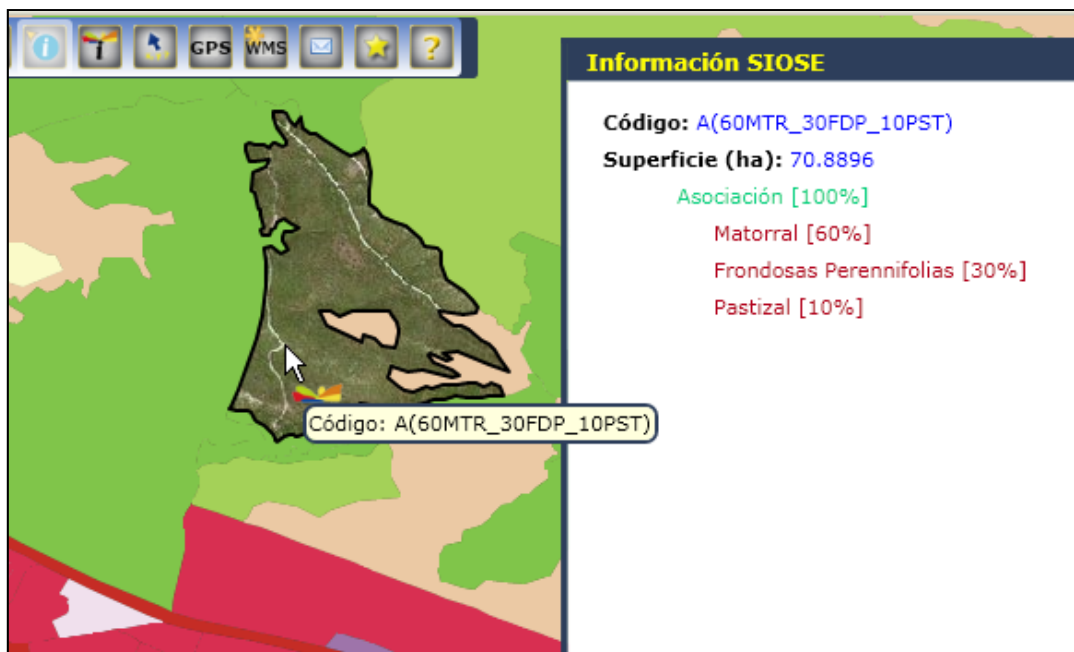 i
i
GPS
WMS
?
Información SIOSE
Código: A(60MTR_30FDP_10PST)
Superficie (ha): 70.8896
Asociación [100%]
Matorral [60%]
Frondosas Perennifolias [30%]
Pastizal [10%]
Código: A(60MTR_30FDP_10PST)